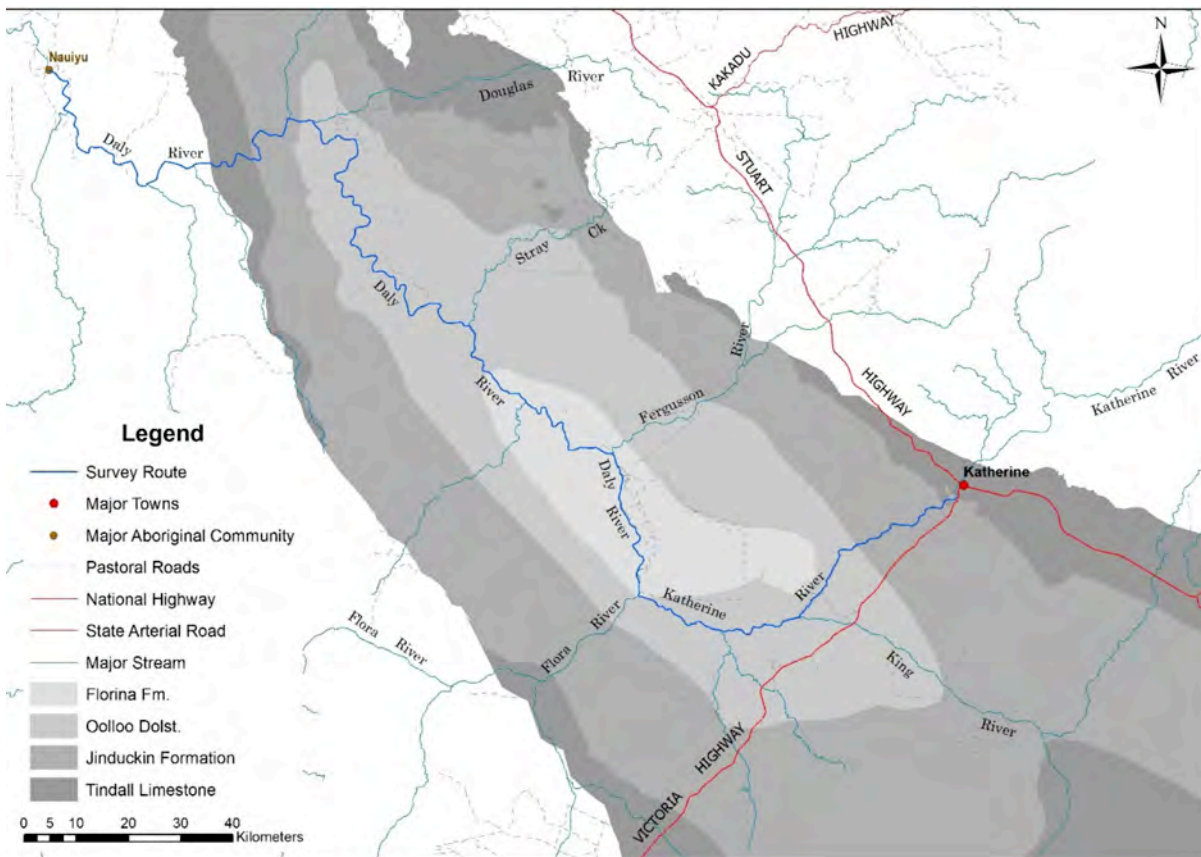 N
Nauiyu
Daly
River
Douglas
River
KAKADU
HIGHWAY
STUART
HIGHWAY
Stray
Ck
Daly
River
Fergusson
River
Katherine
River
Katherine
Daly
River
Katherine
River
Flora
River
Flora
River
King
River
VICTORIA
HIGHWAY
Legend
Survey Route
Major Towns
Major Aboriginal Community
Pastoral Roads
National Highway
State Arterial Road
Major Stream
Florina Fm.
Oolloo Dolst.
Jinduckin Formation
Tindall Limestone
0 5 10 20 30 40
Kilometers